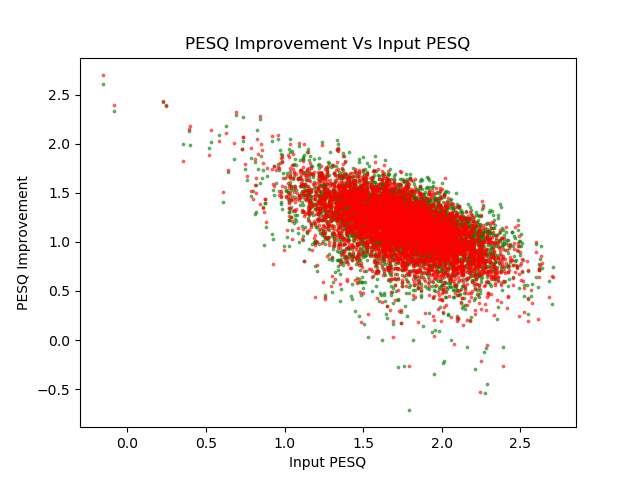 PESQ Improvement Vs Input PESQ
PESQ Improvement
2.5
2.0
1.5
1.0
0.5
0.0
−0.5
0.0 0.5 1.0 1.5 2.0 2.5
Input PESQ